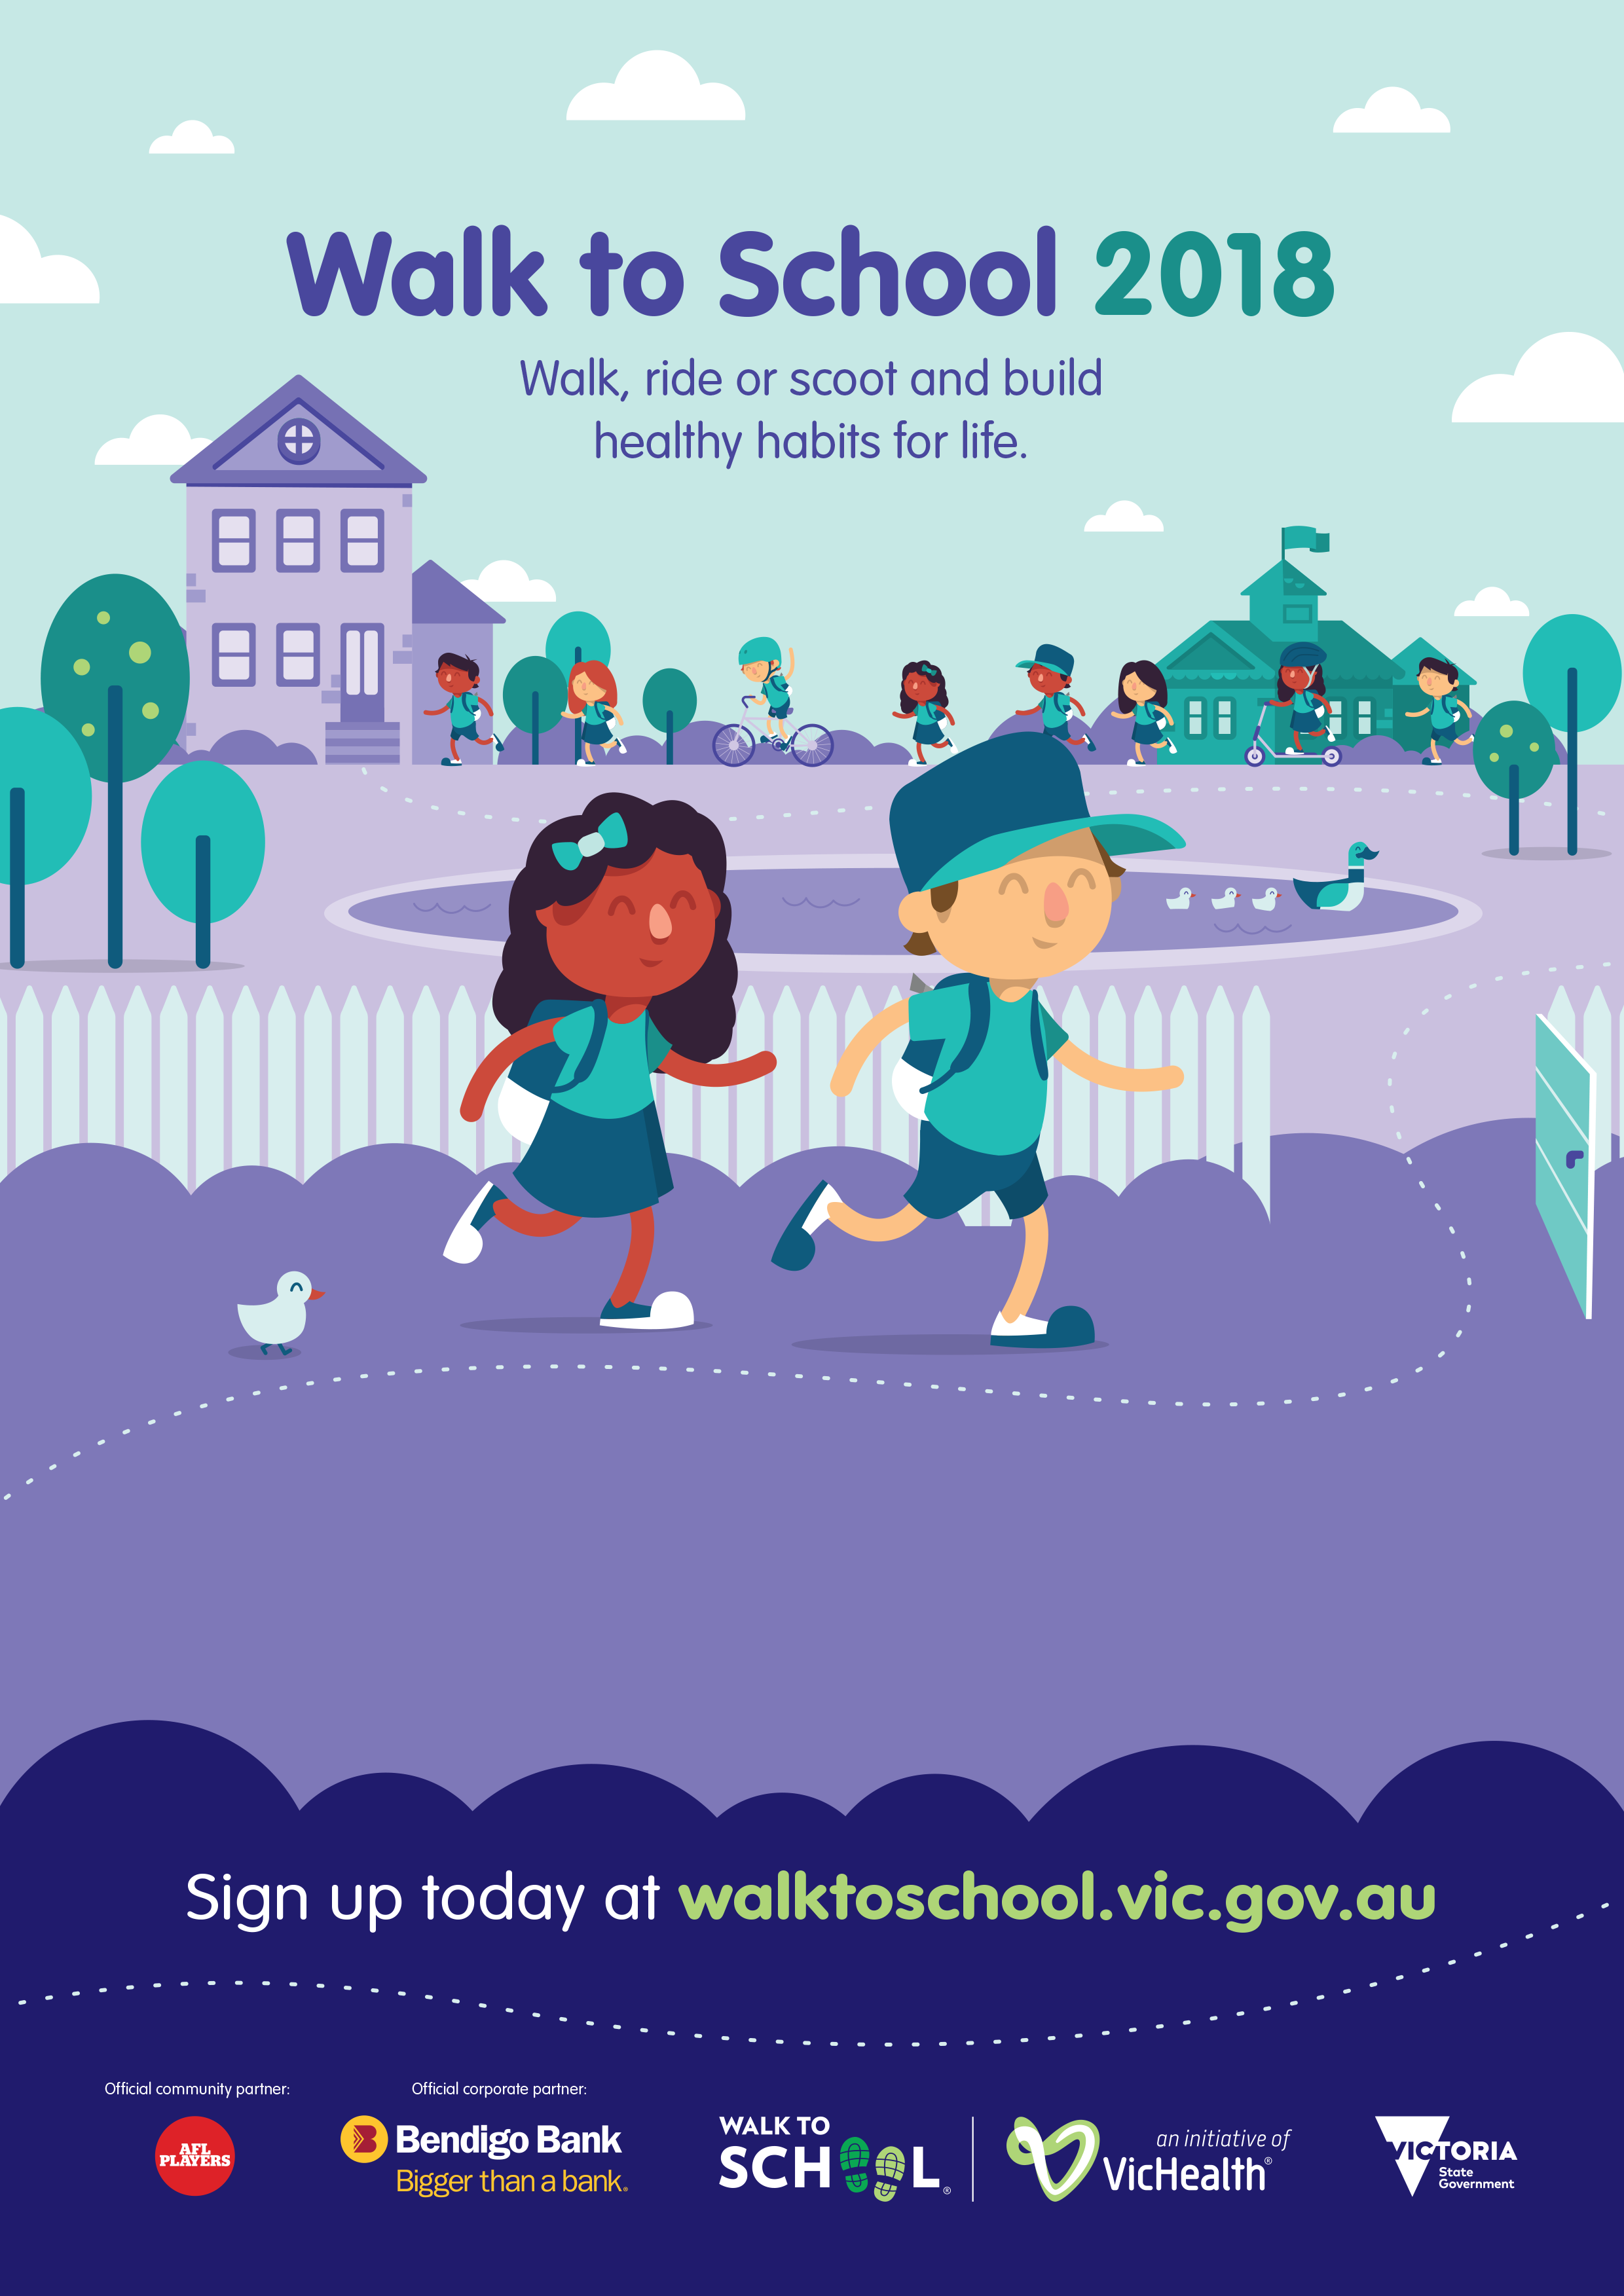 Walk to School 2018
Walk, ride or scoot and build
healthy habits for life.
Sign up today at walktoschool.vic.gov.au
Official community partner:
AFL
PLAYERS
Official corporate partner:
B Bendigo Bank
Bigger than a bank.®
WALK TO
SCHOOL®
an initiative of
VicHealth®
VICTORIA
State
Government